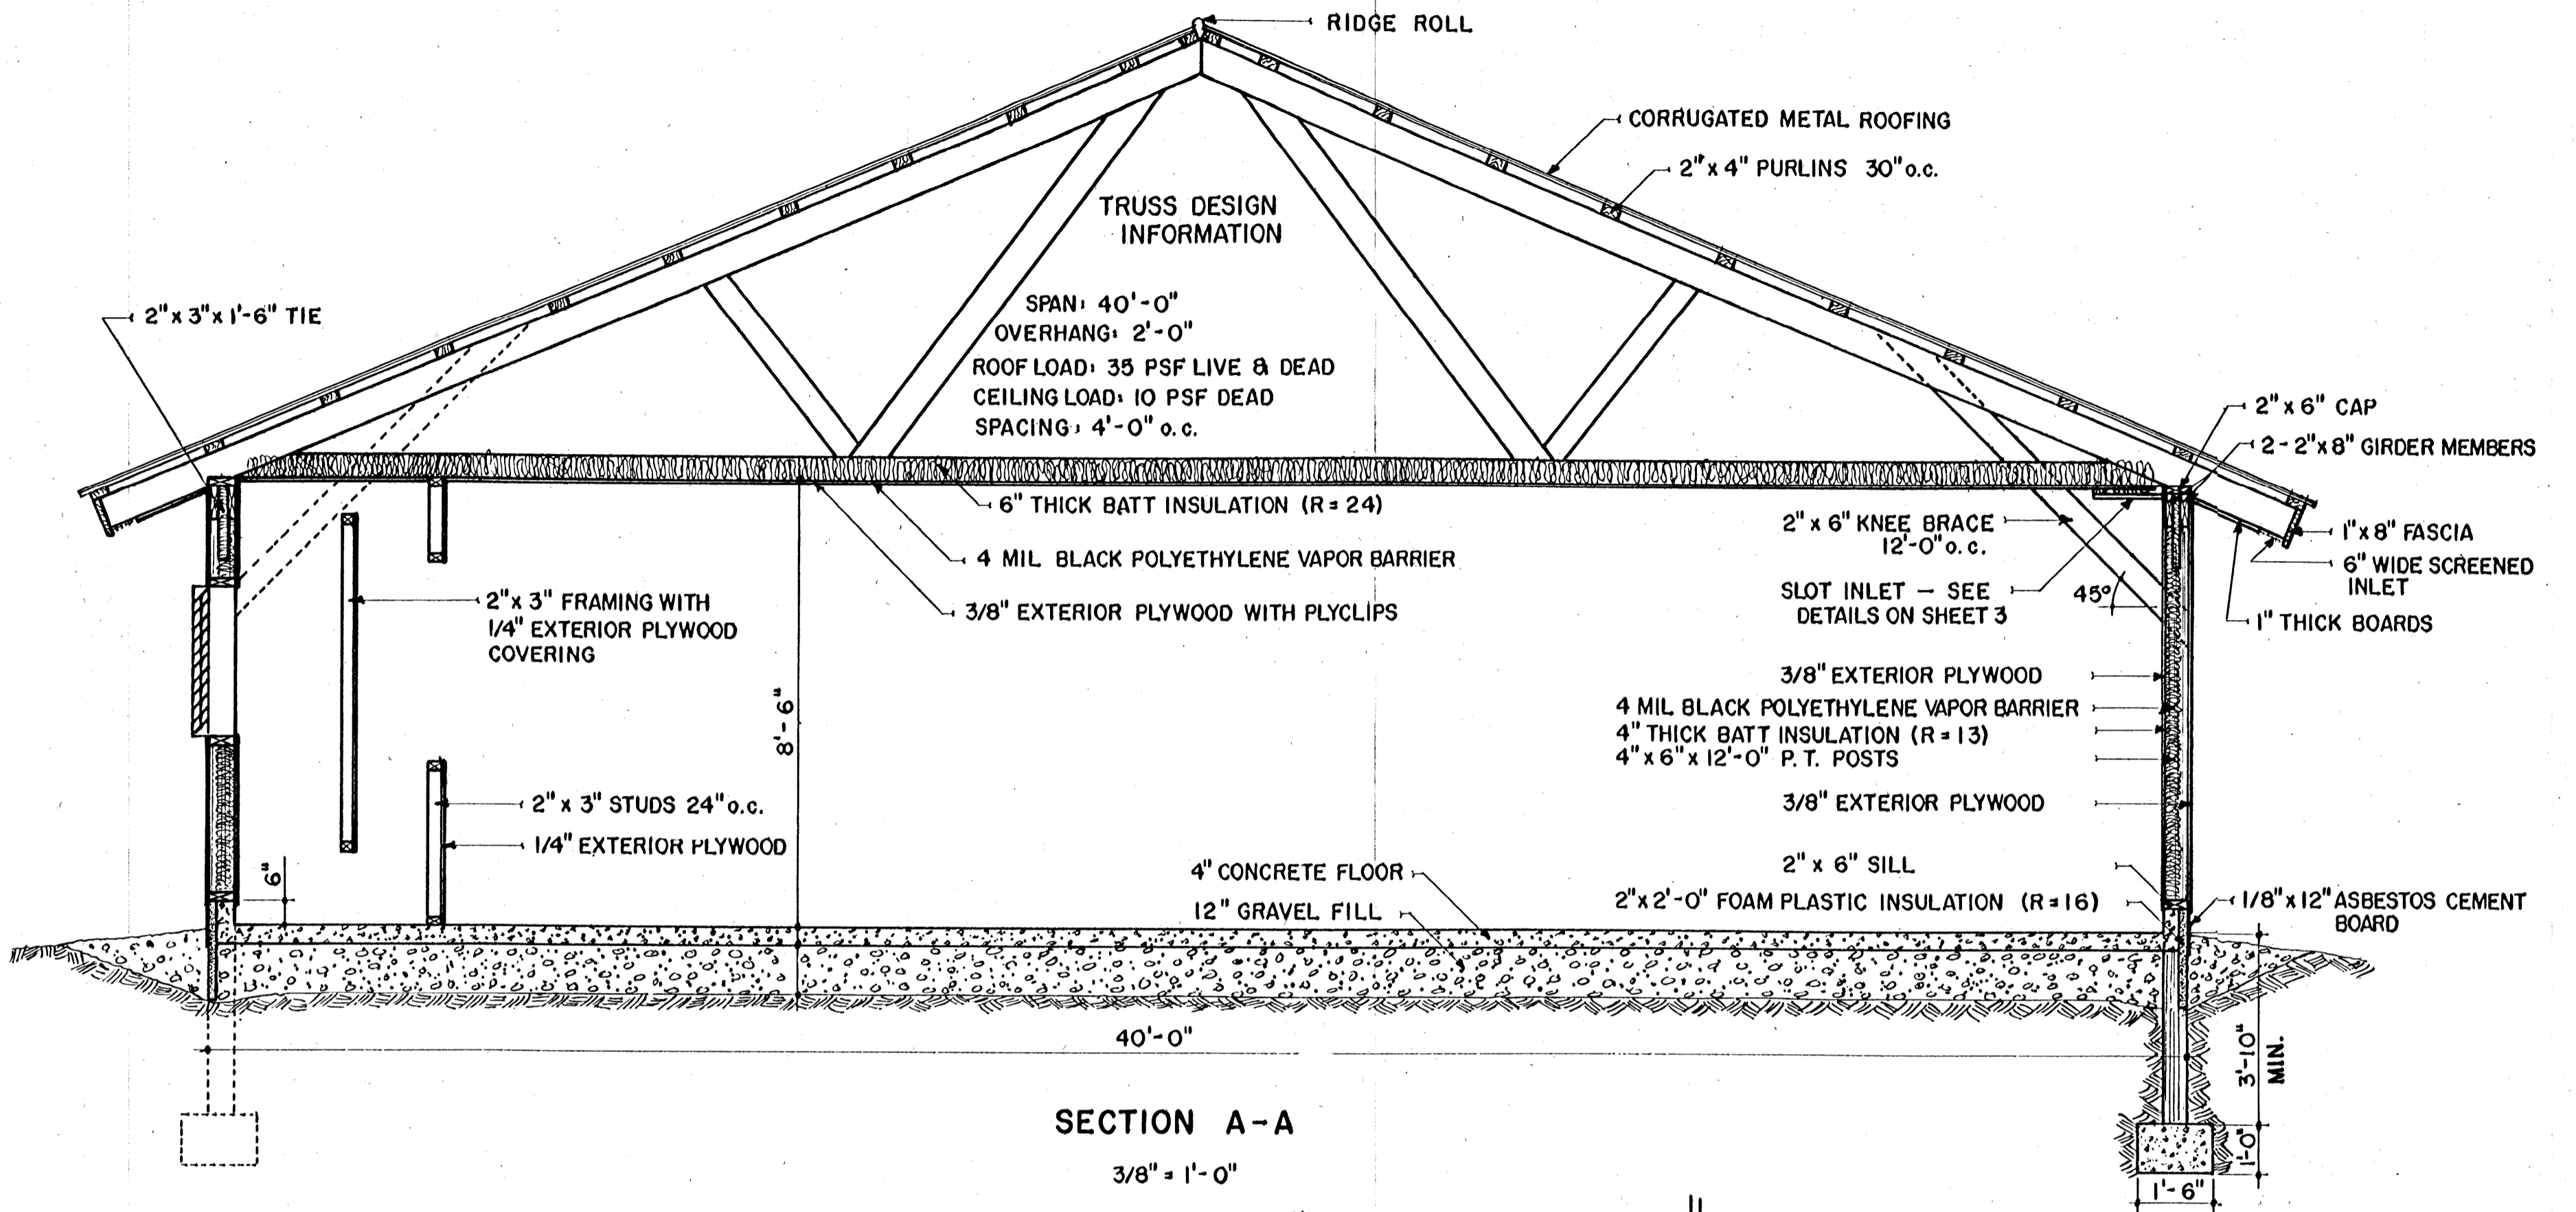 RIDGE ROLL
CORRUGATED METAL ROOFING
2" x 4" PURLINS 30" o.c.
TRUSS DESIGN
INFORMATION
SPAN: 40'-0"
OVERHANG: 2'-0"
ROOF LOAD: 35 PSF LIVE & DEAD
CEILING LOAD: 10 PSF DEAD
SPACING: 4'-0" o.c.
2" x 3" x 1'-6" TIE
2" x 6" CAP
2-2" x 8" GIRDER MEMBERS
6" THICK BATT INSULATION (R = 24)
4 MIL BLACK POLYETHYLENE VAPOR BARRIER
3/8" EXTERIOR PLYWOOD WITH PLYCLIPS
2" x 6" KNEE BRACE
12'-0" o.c.
SLOT INLET — SEE
DETAILS ON SHEET 3
45°
1" x 8" FASCIA
6" WIDE SCREENED
INLET
1" THICK BOARDS
2" x 3" FRAMING WITH
1/4" EXTERIOR PLYWOOD
COVERING
8'-6"
3/8" EXTERIOR PLYWOOD
4 MIL BLACK POLYETHYLENE VAPOR BARRIER
4" THICK BATT INSULATION (R = 13)
4" x 6" x 12'-0" P.T. POSTS
3/8" EXTERIOR PLYWOOD
2" x 3" STUDS 24" o.c.
1/4" EXTERIOR PLYWOOD
6"
4" CONCRETE FLOOR
12" GRAVEL FILL
2" x 6" SILL
2" x 2'-0" FOAM PLASTIC INSULATION (R = 16)
1/8" x 12" ASBESTOS CEMENT
BOARD
40'-0"
3'-10"
MIN.
1'-0"
1'-6"
SECTION A-A
3/8" = 1'-0"